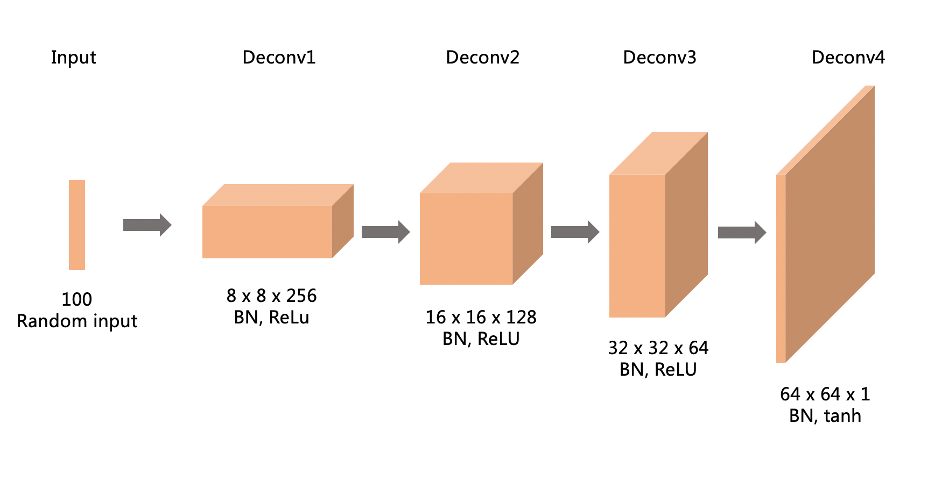 Input
Deconv1
Deconv2
Deconv3
Deconv4
100
Random input
8 x 8 x 256
BN, ReLu
16 x 16 x 128
BN, ReLU
32 x 32 x 64
BN, ReLU
64 x 64 x 1
BN, tanh